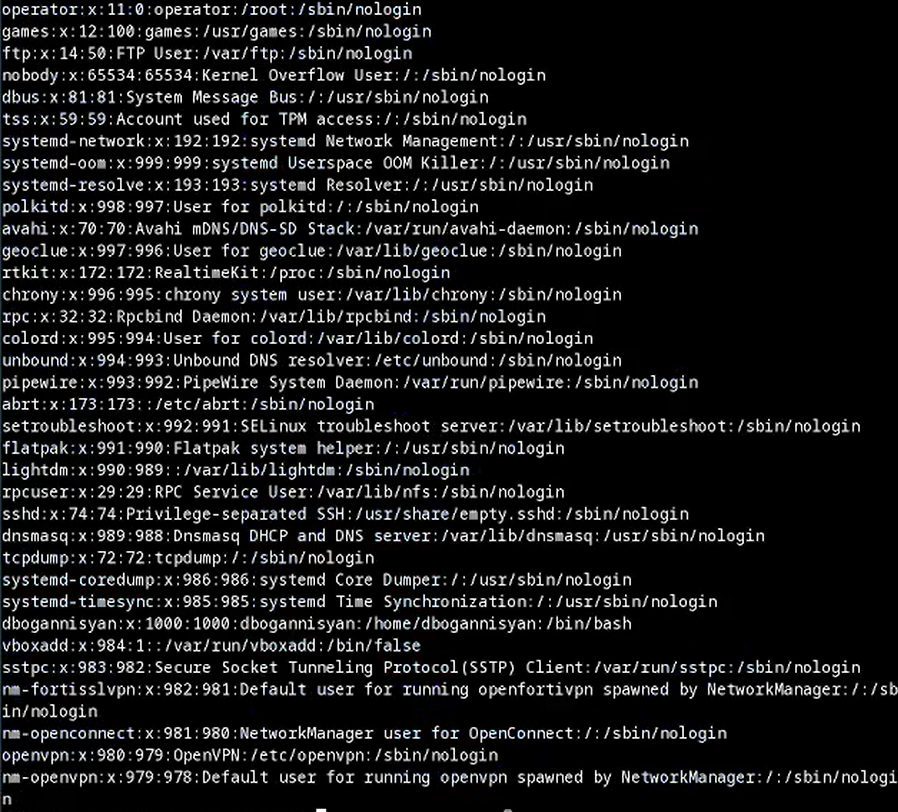 operator:x:11:0:operator:/root:/sbin/nologin
games:x:12:100:games:/usr/games:/sbin/nologin
ftp:x:14:50:FTP User:/var/ftp:/sbin/nologin
nobody:x:65534:65534:Kernel Overflow User:/:/sbin/nologin
dbus:x:81:81:System Message Bus:/:/usr/sbin/nologin
tss:x:59:59:Account used for TPM access:/:/sbin/nologin
systemd-network:x:192:192:systemd Network Management:/:/usr/sbin/nologin
systemd-oom:x:999:999:systemd Userspace OOM Killer:/:/usr/sbin/nologin
systemd-resolve:x:193:193:systemd Resolver:/:/usr/sbin/nologin
polkitd:x:998:997:User for polkitd:/:/sbin/nologin
avahi:x:70:70:Avahi mDNS/DNS-SD Stack:/var/run/avahi-daemon:/sbin/nologin
geoclue:x:997:996:User for geoclue:/var/lib/geoclue:/sbin/nologin
rtkit:x:172:172:RealtimeKit:/proc:/sbin/nologin
chrony:x:996:995:chrony system user:/var/lib/chrony:/sbin/nologin
rpc:x:32:32:Rpcbind Daemon:/var/lib/rpcbind:/sbin/nologin
colord:x:995:994:User for colord:/var/lib/colord:/sbin/nologin
unbound:x:994:993:Unbound DNS resolver:/etc/unbound:/sbin/nologin
pipewire:x:993:992:PipeWire System Daemon:/var/run/pipewire:/sbin/nologin
abrt:x:173:173::/etc/abrt:/sbin/nologin
setroubleshoot:x:992:991:SELinux troubleshoot server:/var/lib/setroubleshoot:/sbin/nologin
flatpak:x:991:990:Flatpak system helper:/:/usr/sbin/nologin
lightdm:x:990:989::/var/lib/lightdm:/sbin/nologin
rpcuser:x:29:29:RPC Service User:/var/lib/nfs:/sbin/nologin
sshd:x:74:74:Privilege-separated SSH:/usr/share/empty.sshd:/sbin/nologin
dnsmasq:x:989:988:Dnsmasq DHCP and DNS server:/var/lib/dnsmasq:/usr/sbin/nologin
tcpdump:x:72:72:tcpdump:/:/sbin/nologin
systemd-coredump:x:986:986:systemd Core Dumper:/:/usr/sbin/nologin
systemd-timesync:x:985:985:systemd Time Synchronization:/:/usr/sbin/nologin
dbogannisyan:x:1000:1000:dbogannisyan:/home/dbogannisyan:/bin/bash
vboxadd:x:984:1::/var/run/vboxadd:/bin/false
sstpc:x:983:982:Secure Socket Tunneling Protocol(SSTP) Client:/var/run/sstpc:/sbin/nologin
nm-fortisslvpn:x:982:981:Default user for running openfortivpn spawned by NetworkManager:/:/sb
in/nologin
nm-openconnect:x:981:980:NetworkManager user for OpenConnect:/:/sbin/nologin
openvpn:x:980:979:OpenVPN:/etc/openvpn:/sbin/nologin
nm-openvpn:x:979:978:Default user for running openvpn spawned by NetworkManager:/:/sbin/nologi
n